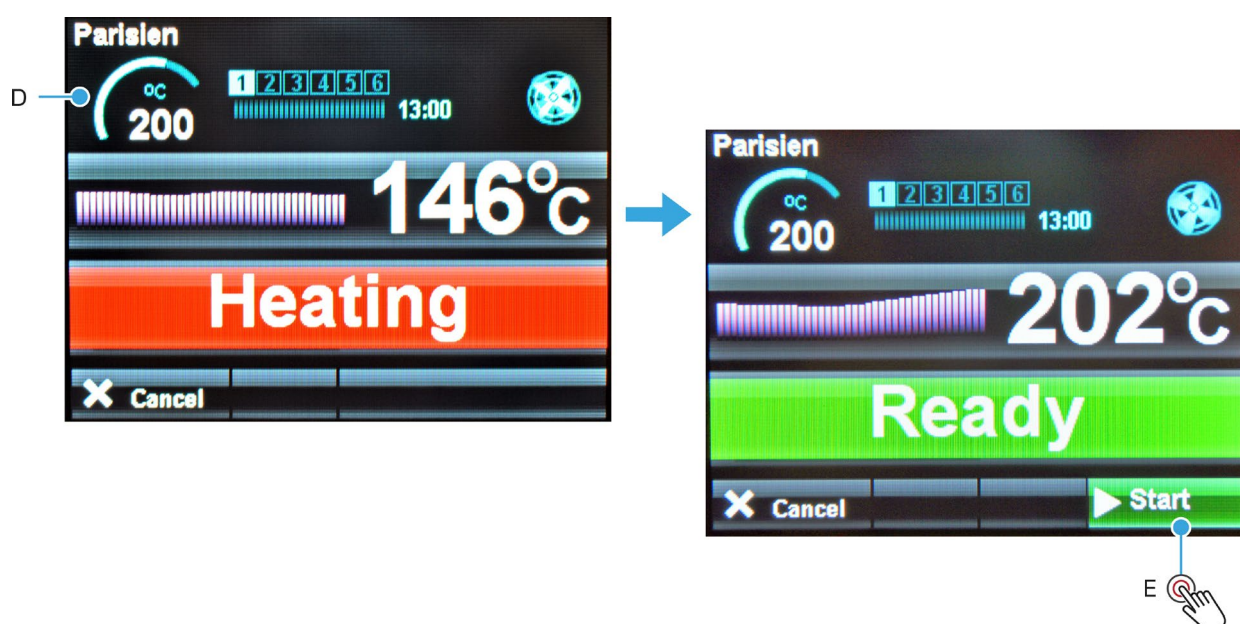 Parisien
D
°C
200
1 2 3 4 5 6
13:00
146°C
Heating
Cancel
Parisien
°C
200
1 2 3 4 5 6
13:00
202°C
Ready
Cancel
Start
E